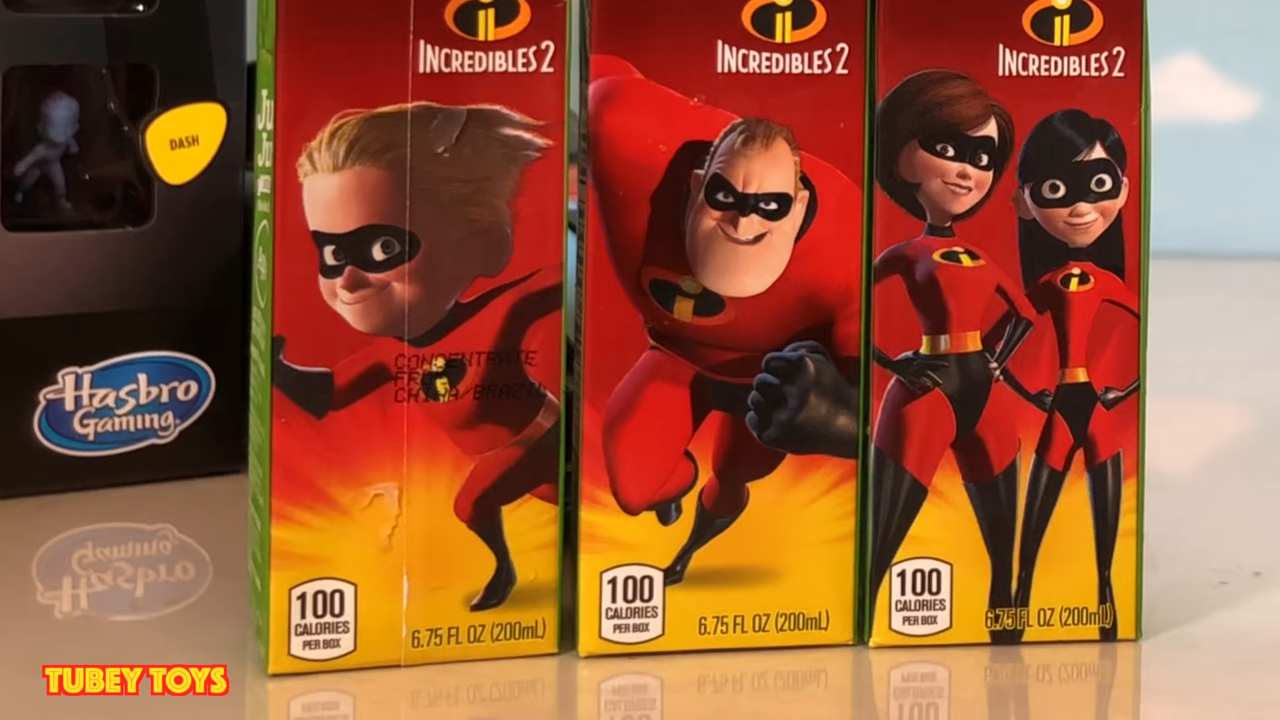 INCREDIBLES 2
INCREDIBLES 2
INCREDIBLES 2
DASH
Ju
Ju
CONCENTRATE
CHINA/BRAZIL
Hasbro
Gaming
100
CALORIES
PER BOX
6.75 FL OZ (200mL)
100
CALORIES
PER BOX
6.75 FL OZ (200mL)
100
CALORIES
PER BOX
6.75 FL OZ (200mL)
TUBEY TOYS